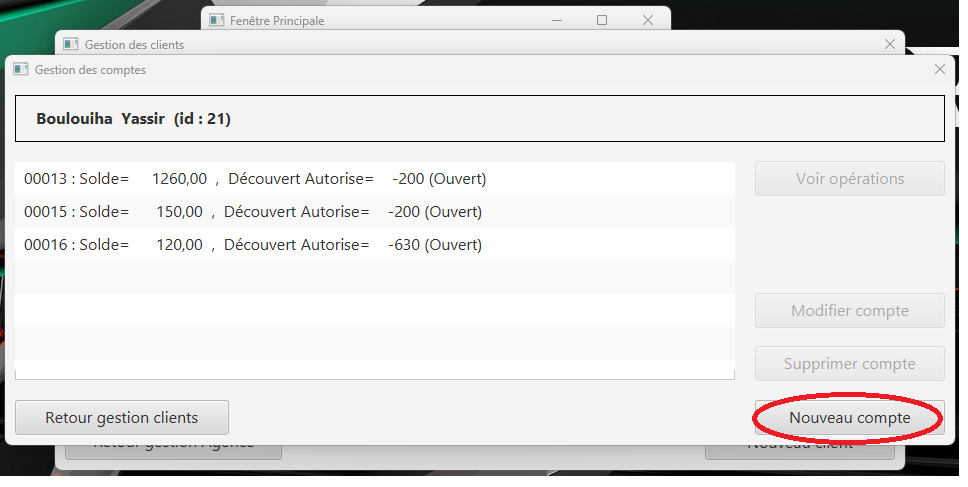 Fenêtre Principale
Gestion des clients
Gestion des comptes
Boulouiha Yassir (id : 21)
00013 : Solde= 1260,00 , Découvert Autorise= -200 (Ouvert)
Voir opérations
00015 : Solde= 150,00 , Découvert Autorise= -200 (Ouvert)
00016 : Solde= 120,00 , Découvert Autorise= -630 (Ouvert)
Modifier compte
Supprimer compte
Retour gestion clients
Nouveau compte
Retour gestion Agence
Nouveau client